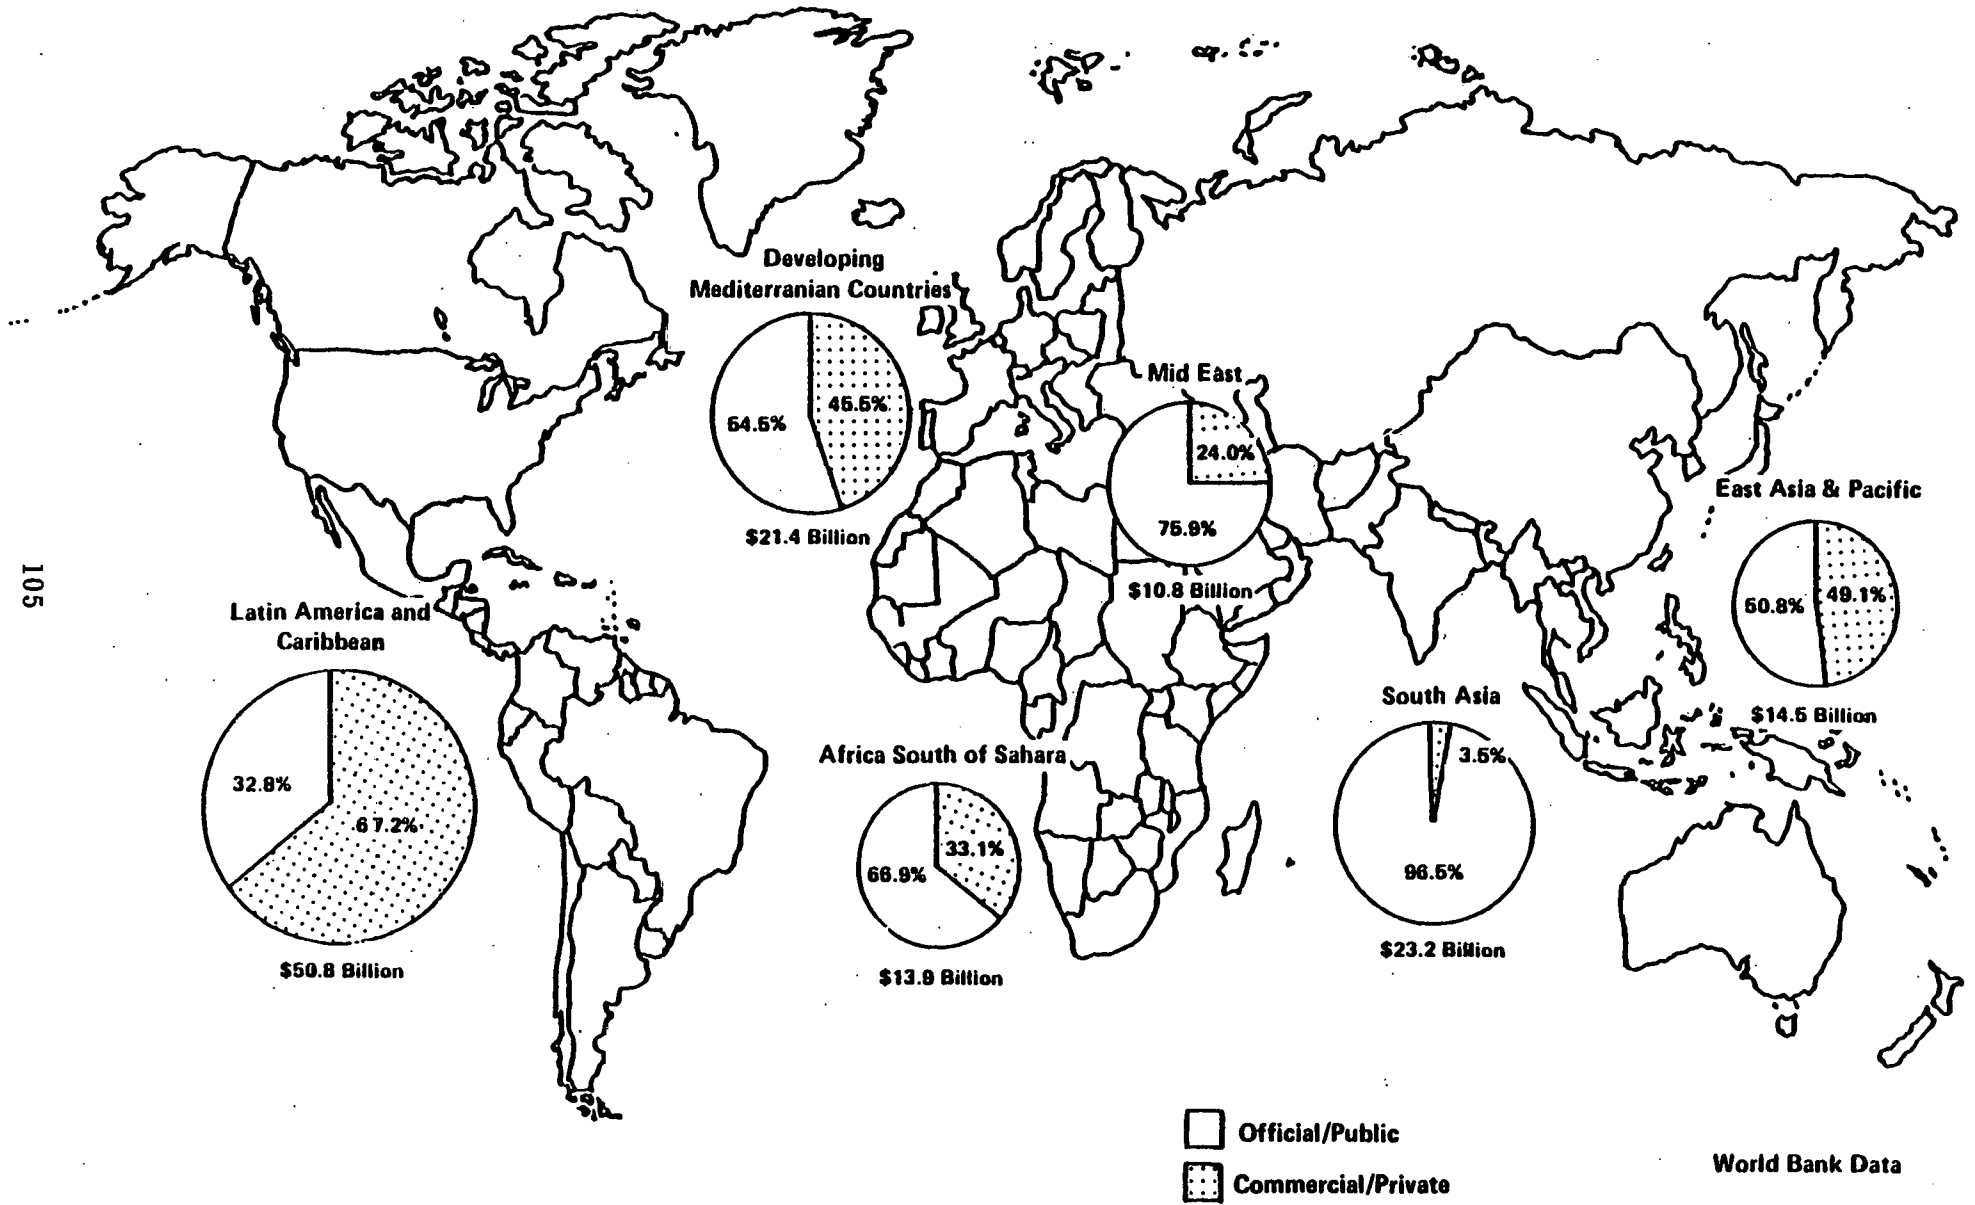 Developing
Mediterranian Countries
54.5%
45.5%
$21.4 Billion
Mid East
24.0%
75.9%
$10.8 Billion
East Asia & Pacific
50.8%
49.1%
$14.5 Billion
105
Latin America and
Caribbean
32.8%
67.2%
$50.8 Billion
Africa South of Sahara
33.1%
66.9%
$13.9 Billion
South Asia
3.5%
96.5%
$23.2 Billion
Official/Public
Commercial/Private
World Bank Data